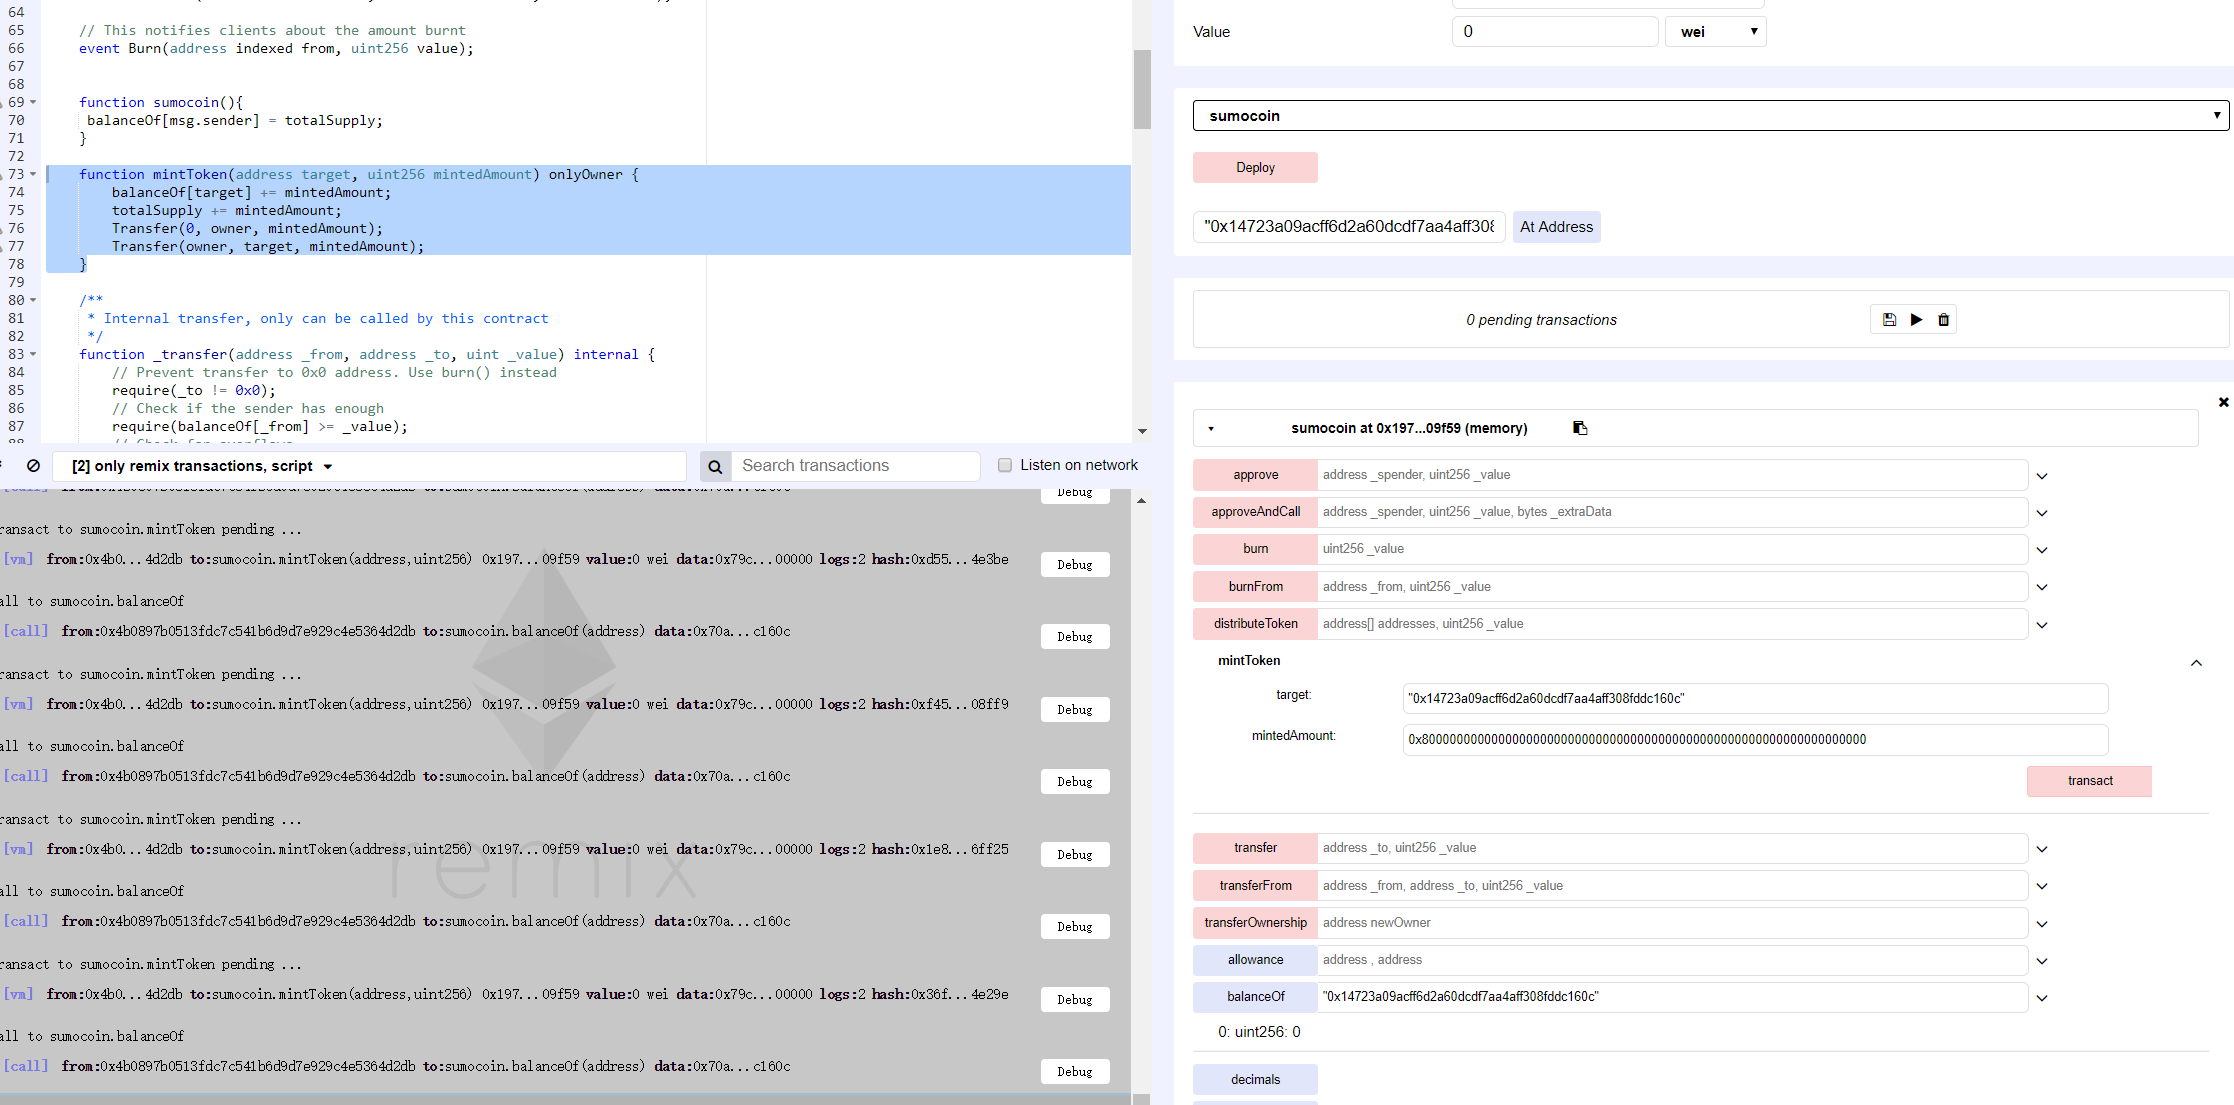 64
65 // This notifies clients about the amount burnt
66 event Burn(address indexed from, uint256 value);
67
68
69 function sumocoin(){
70 balanceOf[msg.sender] = totalSupply;
71 }
72
73 function mintToken(address target, uint256 mintedAmount) onlyOwner {
74 balanceOf[target] += mintedAmount;
75 totalSupply += mintedAmount;
76 Transfer(0, owner, mintedAmount);
77 Transfer(owner, target, mintedAmount);
78 }
79
80 /**
81 * Internal transfer, only can be called by this contract
82 */
83 function _transfer(address _from, address _to, uint _value) internal {
84 // Prevent transfer to 0x0 address. Use burn() instead
85 require(_to != 0x0);
86 // Check if the sender has enough
87 require(balanceOf[_from] >= _value);
[2] only remix transactions, script
Search transactions
Listen on network
Debug
ransact to sumocoin.mintToken pending ...
[vm] from:0x4b0...4d2db to:sumocoin.mintToken(address,uint256) 0x197...09f59 value:0 wei data:0x79c...00000 logs:2 hash:0xd55...4e3be Debug
all to sumocoin.balanceOf
[call] from:0x4b0897b0513fdc7c541b6d9d7e929c4e5364d2db to:sumocoin.balanceOf(address) data:0x70a...c160c Debug
ransact to sumocoin.mintToken pending ...
[vm] from:0x4b0...4d2db to:sumocoin.mintToken(address,uint256) 0x197...09f59 value:0 wei data:0x79c...00000 logs:2 hash:0xf45...08ff9 Debug
all to sumocoin.balanceOf
[call] from:0x4b0897b0513fdc7c541b6d9d7e929c4e5364d2db to:sumocoin.balanceOf(address) data:0x70a...c160c Debug
ransact to sumocoin.mintToken pending ...
[vm] from:0x4b0...4d2db to:sumocoin.mintToken(address,uint256) 0x197...09f59 value:0 wei data:0x79c...00000 logs:2 hash:0x1e8...6ff25 Debug
remix
all to sumocoin.balanceOf
[call] from:0x4b0897b0513fdc7c541b6d9d7e929c4e5364d2db to:sumocoin.balanceOf(address) data:0x70a...c160c Debug
ransact to sumocoin.mintToken pending ...
[vm] from:0x4b0...4d2db to:sumocoin.mintToken(address,uint256) 0x197...09f59 value:0 wei data:0x79c...00000 logs:2 hash:0x36f...4e29e Debug
all to sumocoin.balanceOf
[call] from:0x4b0897b0513fdc7c541b6d9d7e929c4e5364d2db to:sumocoin.balanceOf(address) data:0x70a...c160c Debug
Value 0 wei
sumocoin
Deploy
"0x14723a09acff6d2a60dcdf7aa4aff308 At Address
0 pending transactions
sumocoin at 0x197...09f59 (memory)
approve address _spender, uint256 _value
approveAndCall address _spender, uint256 _value, bytes _extraData
burn uint256 _value
burnFrom address _from, uint256 _value
distributeToken address[] addresses, uint256 _value
mintToken
target: "0x14723a09acff6d2a60dcdf7aa4aff308fddc160c"
mintedAmount: 0x8000000000000000000000000000000000000000000000000000000000000000
transact
transfer address _to, uint256 _value
transferFrom address _from, address _to, uint256 _value
transferOwnership address newOwner
allowance address , address
balanceOf "0x14723a09acff6d2a60dcdf7aa4aff308fddc160c"
0: uint256: 0
decimals